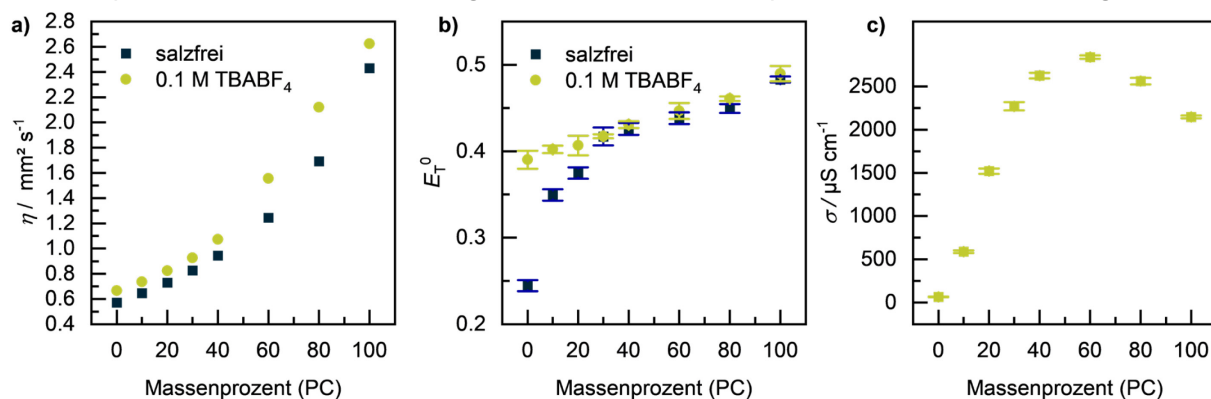 a)
salzfrei
0.1 M TBABF₄
η / mm² s⁻¹
2.8
2.6
2.4
2.2
2.0
1.8
1.6
1.4
1.2
1.0
0.8
0.6
0.4
0 20 40 60 80 100
Massenprozent (PC)
b)
salzfrei
0.1 M TBABF₄
E_T⁰
0.5
0.4
0.3
0.2
0 20 40 60 80 100
Massenprozent (PC)
c)
σ / µS cm⁻¹
2500
2000
1500
1000
500
0
0 20 40 60 80 100
Massenprozent (PC)